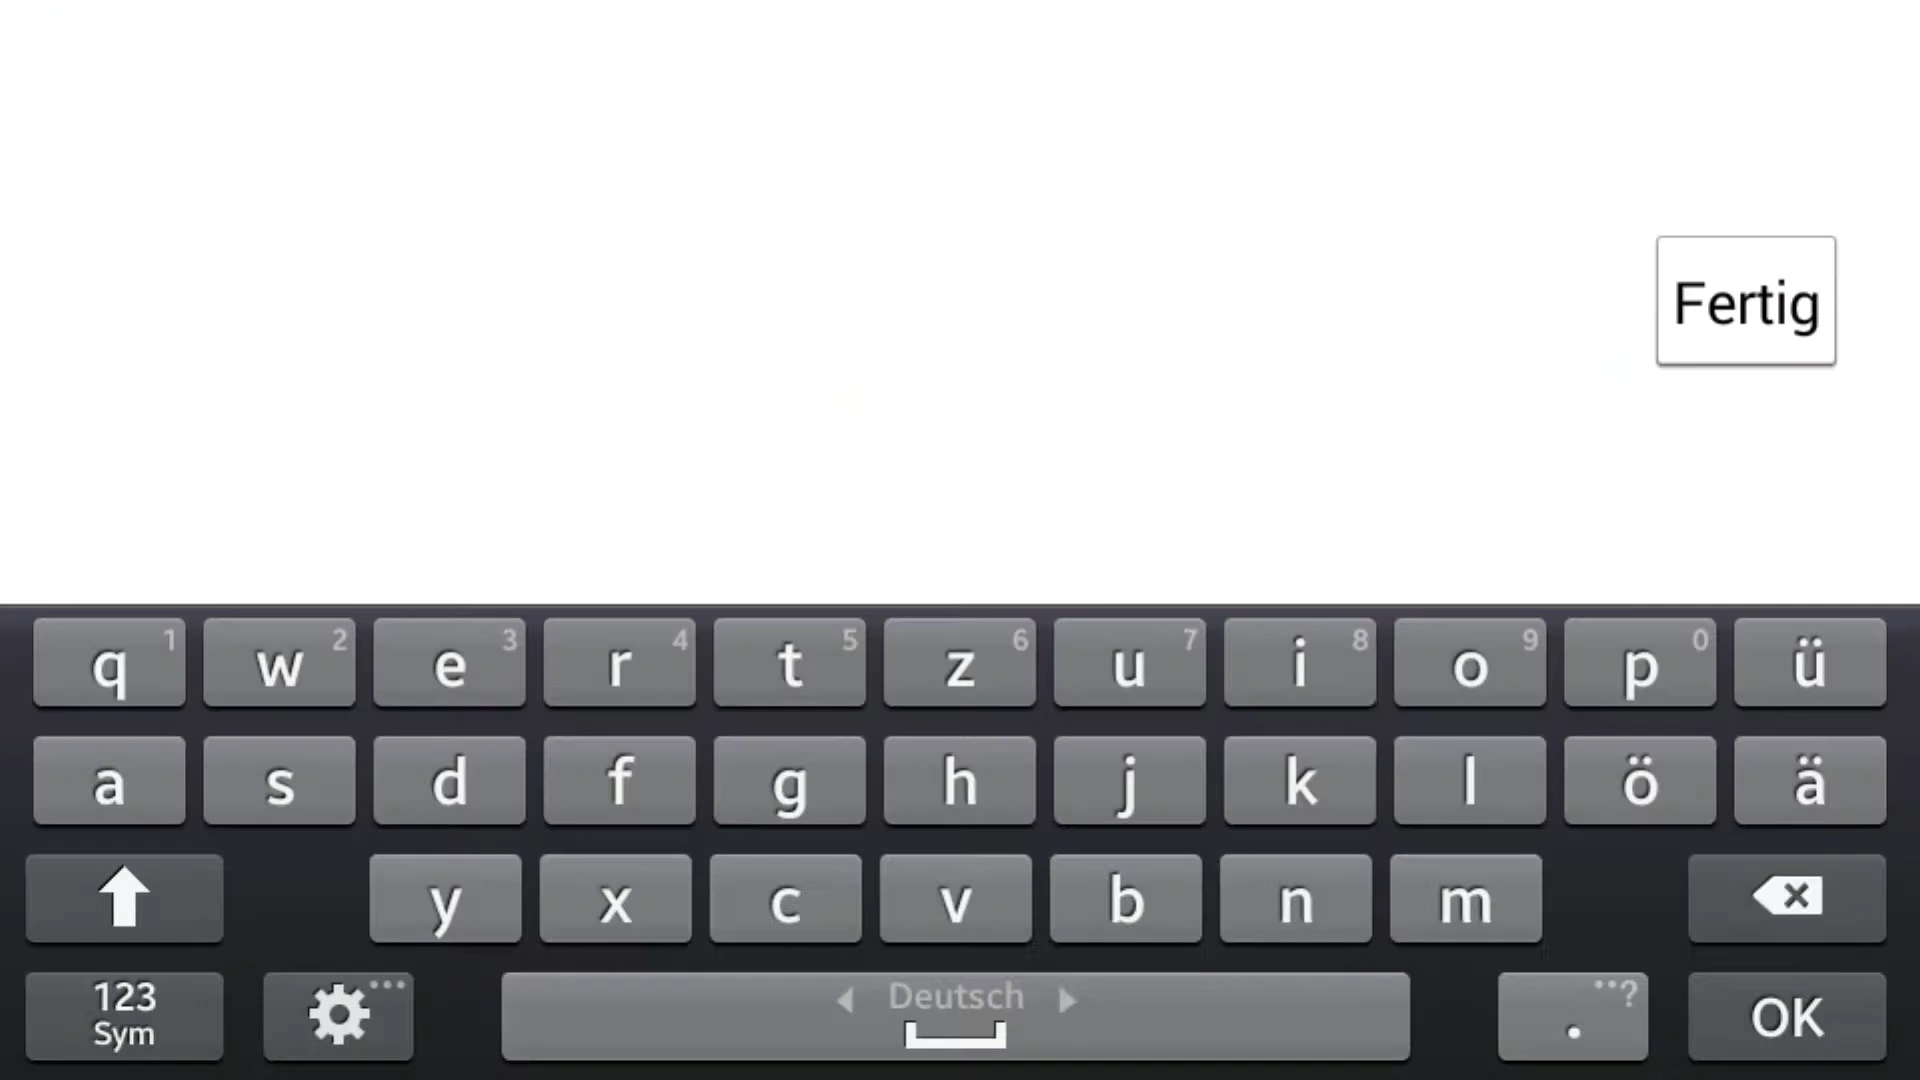 Fertig
q 1 w 2 e 3 r 4 t 5 z 6 u 7 i 8 o 9 p 0 ü
a s d f g h j k l ö ä
y x c v b n m
123
Sym
Deutsch
. ?
OK